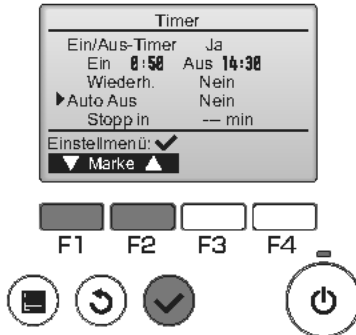 Timer
Ein/Aus-Timer Ja
Ein 0:50 Aus 14:30
Wiederh. Nein
▶Auto Aus Nein
Stopp in --- min
Einstellmenü: ✔
▼ Marke ▲
F1 F2 F3 F4